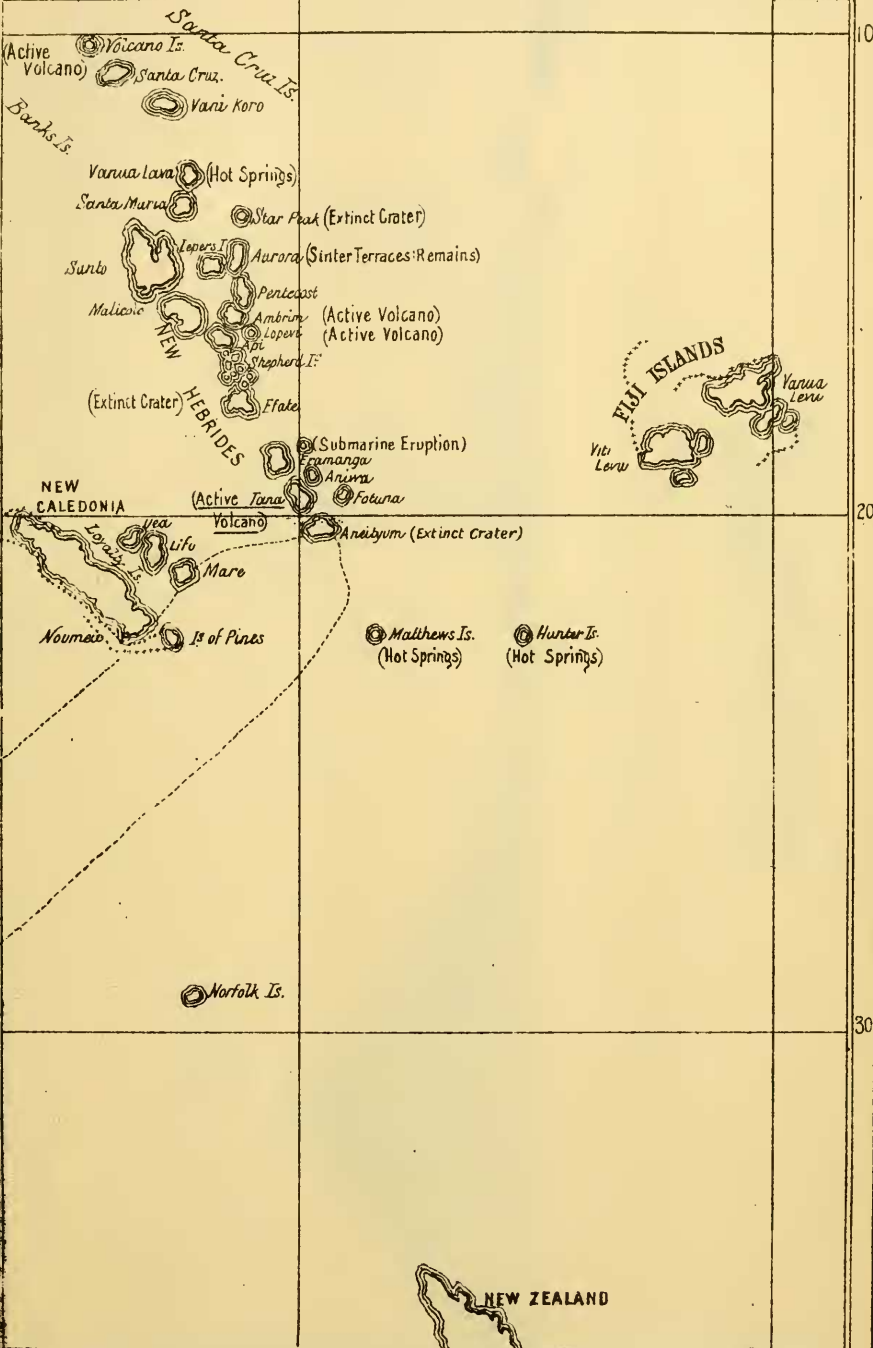 10
Santa Cruz Is.
(Active
Volcano)
Volcano Is.
Santa Cruz.
Vani Koro
Banks Is.
Vanua Lava
(Hot Springs)
Santa Maria
Star Peak (Extinct Crater)
Lepers I.
Aurora (Sinter Terraces: Remains)
Santo
Pentecost
Malicolo
Ambrim (Active Volcano)
Lopevi (Active Volcano)
Api
Shepherd Is
NEW
HEBRIDES
(Extinct Crater)
Efate
FIJI ISLANDS
Vanua
Levu
Viti
Levu
(Submarine Eruption)
Eramanga
Aniwa
(Active Tana
Volcano)
Fotuna
NEW
CALEDONIA
20
Uea
Loyalty Is.
Lifu
Mare
Aneityum (Extinct Crater)
Noumea.
Is of Pines
Matthews Is.
(Hot Springs)
Hunter Is.
(Hot Springs)
Norfolk Is.
30
NEW ZEALAND